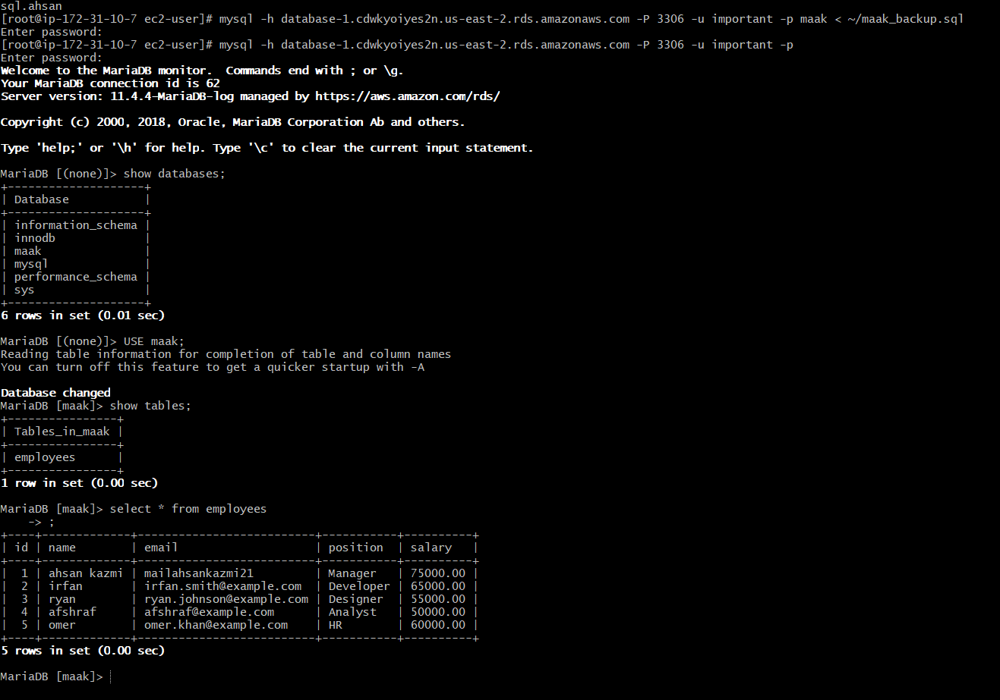 sql.ahsan
[root@ip-172-31-10-7 ec2-user]# mysql -h database-1.cdwkyoiyes2n.us-east-2.rds.amazonaws.com -P 3306 -u important -p maak < ~/maak_backup.sql
Enter password:
[root@ip-172-31-10-7 ec2-user]# mysql -h database-1.cdwkyoiyes2n.us-east-2.rds.amazonaws.com -P 3306 -u important -p
Enter password:
Welcome to the MariaDB monitor.  Commands end with ; or \g.
Your MariaDB connection id is 62
Server version: 11.4.4-MariaDB-log managed by https://aws.amazon.com/rds/

Copyright (c) 2000, 2018, Oracle, MariaDB Corporation Ab and others.

Type 'help;' or '\h' for help. Type '\c' to clear the current input statement.

MariaDB [(none)]> show databases;
+--------------------+
| Database           |
+--------------------+
| information_schema |
| innodb             |
| maak               |
| mysql              |
| performance_schema |
| sys                |
+--------------------+
6 rows in set (0.01 sec)

MariaDB [(none)]> USE maak;
Reading table information for completion of table and column names
You can turn off this feature to get a quicker startup with -A

Database changed
MariaDB [maak]> show tables;
+----------------+
| Tables_in_maak |
+----------------+
| employees      |
+----------------+
1 row in set (0.00 sec)

MariaDB [maak]> select * from employees
    -> ;
+----+-------------+--------------------------+-----------+----------+
| id | name        | email                    | position  | salary   |
+----+-------------+--------------------------+-----------+----------+
|  1 | ahsan kazmi | mailahsankazmi21         | Manager   | 75000.00 |
|  2 | irfan       | irfan.smith@example.com  | Developer | 65000.00 |
|  3 | ryan        | ryan.johnson@example.com | Designer  | 55000.00 |
|  4 | afshraf     | afshraf@example.com      | Analyst   | 50000.00 |
|  5 | omer        | omer.khan@example.com    | HR        | 60000.00 |
+----+-------------+--------------------------+-----------+----------+
5 rows in set (0.00 sec)

MariaDB [maak]>